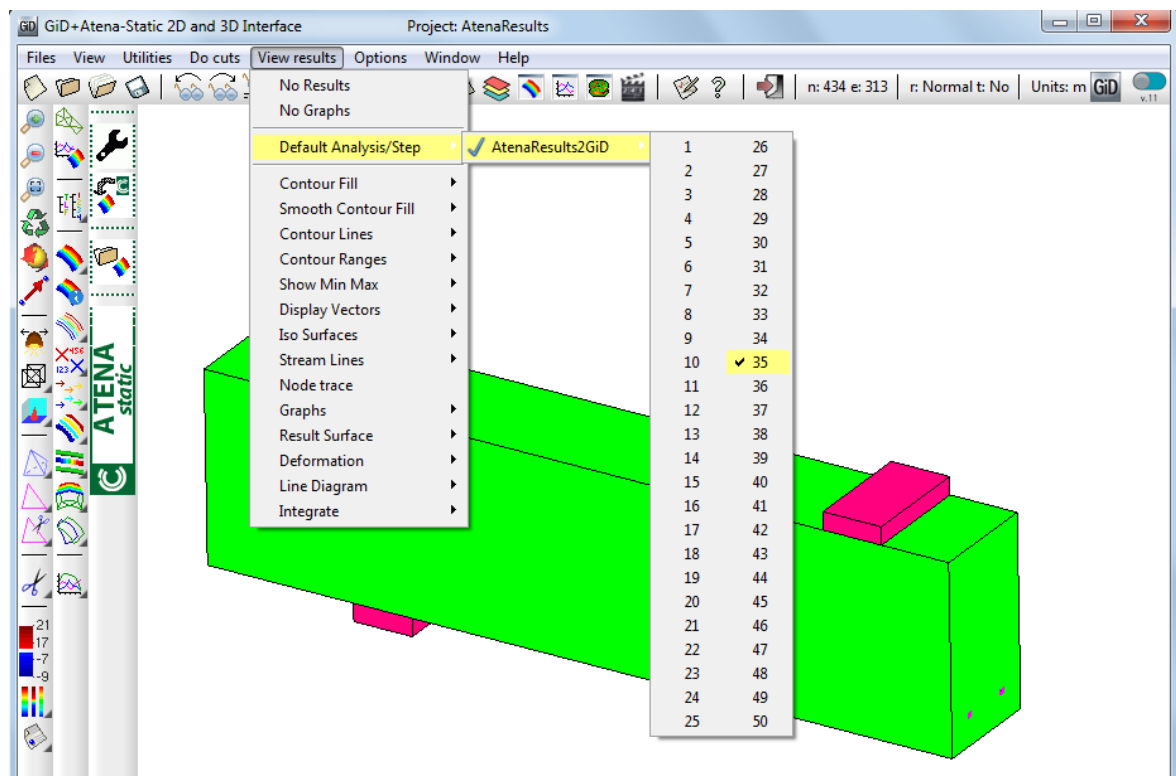 GiD GiD+Atena-Static 2D and 3D Interface Project: AtenaResults
Files View Utilities Do cuts View results Options Window Help
n: 434 e: 313 r: Normal t: No Units: m GiD v.11
No Results
No Graphs
Default Analysis/Step AtenaResults2GiD
Contour Fill
Smooth Contour Fill
Contour Lines
Contour Ranges
Show Min Max
Display Vectors
Iso Surfaces
Stream Lines
Node trace
Graphs
Result Surface
Deformation
Line Diagram
Integrate
1 26
2 27
3 28
4 29
5 30
6 31
7 32
8 33
9 34
10 35
11 36
12 37
13 38
14 39
15 40
16 41
17 42
18 43
19 44
20 45
21 46
22 47
23 48
24 49
25 50
ATENA
static
456
123
21
17
-7
-9